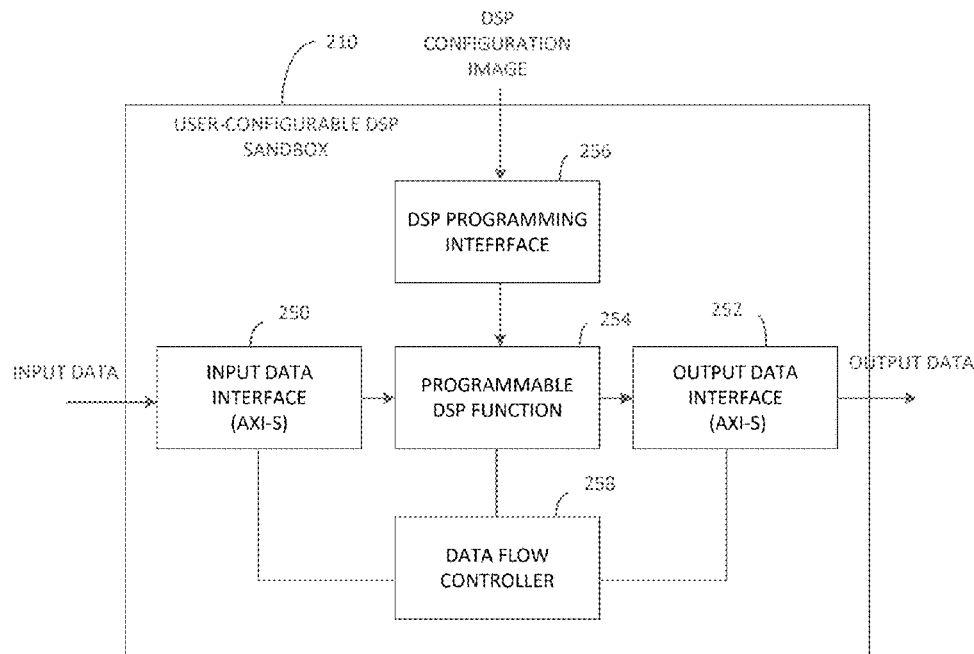 DSP
CONFIGURATION
IMAGE
210
USER-CONFIGURABLE DSP
SANDBOX
256
DSP PROGRAMMING
INTEFRFACE
250
254
252
INPUT DATA
INPUT DATA
INTERFACE
(AXI-S)
PROGRAMMABLE
DSP FUNCTION
OUTPUT DATA
INTERFACE
(AXI-S)
OUTPUT DATA
258
DATA FLOW
CONTROLLER